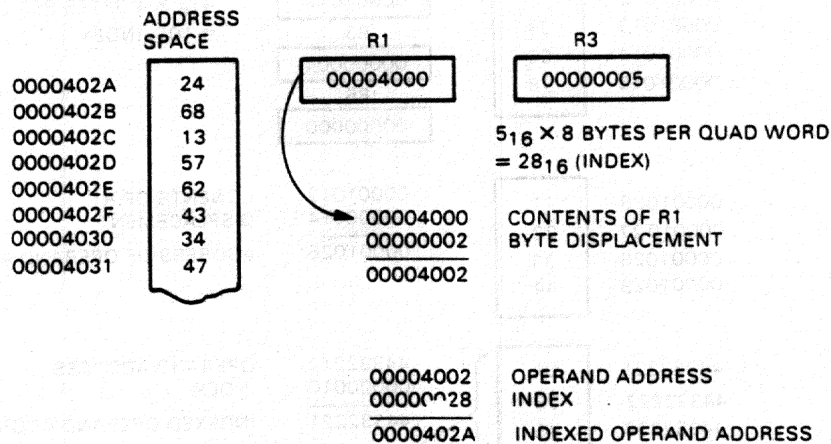 ADDRESS
SPACE
R1
R3
0000402A 24
0000402B 68
0000402C 13
0000402D 57
0000402E 62
0000402F 43
00004030 34
00004031 47
00004000
00000005
5₁₆ × 8 BYTES PER QUAD WORD
= 28₁₆ (INDEX)
00004000 CONTENTS OF R1
00000002 BYTE DISPLACEMENT
00004002
00004002 OPERAND ADDRESS
00000028 INDEX
0000402A INDEXED OPERAND ADDRESS